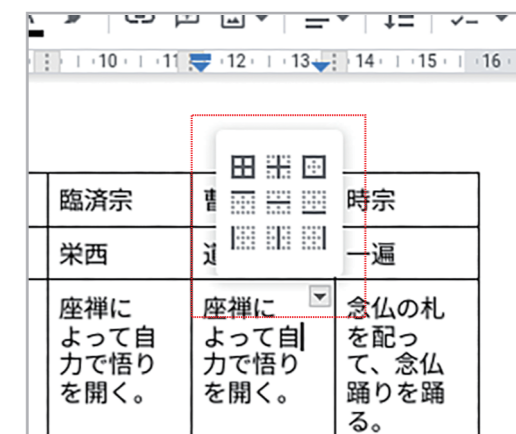 10 11 12 13 14 15 16
臨済宗 時宗
栄西 一遍
座禅に
よって自
力で悟り
を開く。
座禅に
よって自
力で悟り
を開く。
念仏の札
を配っ
て、念仏
踊りを踊
る。